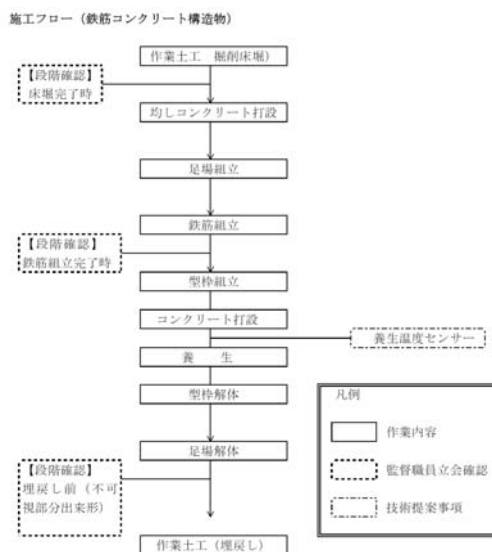 施工フロー（鉄筋コンクリート構造物）
作業土工　掘削床堀）
【段階確認】
床堀完了時
均しコンクリート打設
足場組立
鉄筋組立
【段階確認】
鉄筋組立完了時
型枠組立
コンクリート打設
養生温度センサー
養　生
型枠解体
足場解体
【段階確認】
埋戻し前（不可
視部分出来形）
作業土工（埋戻し）
凡例
作業内容
監督職員立会確認
技術提案事項